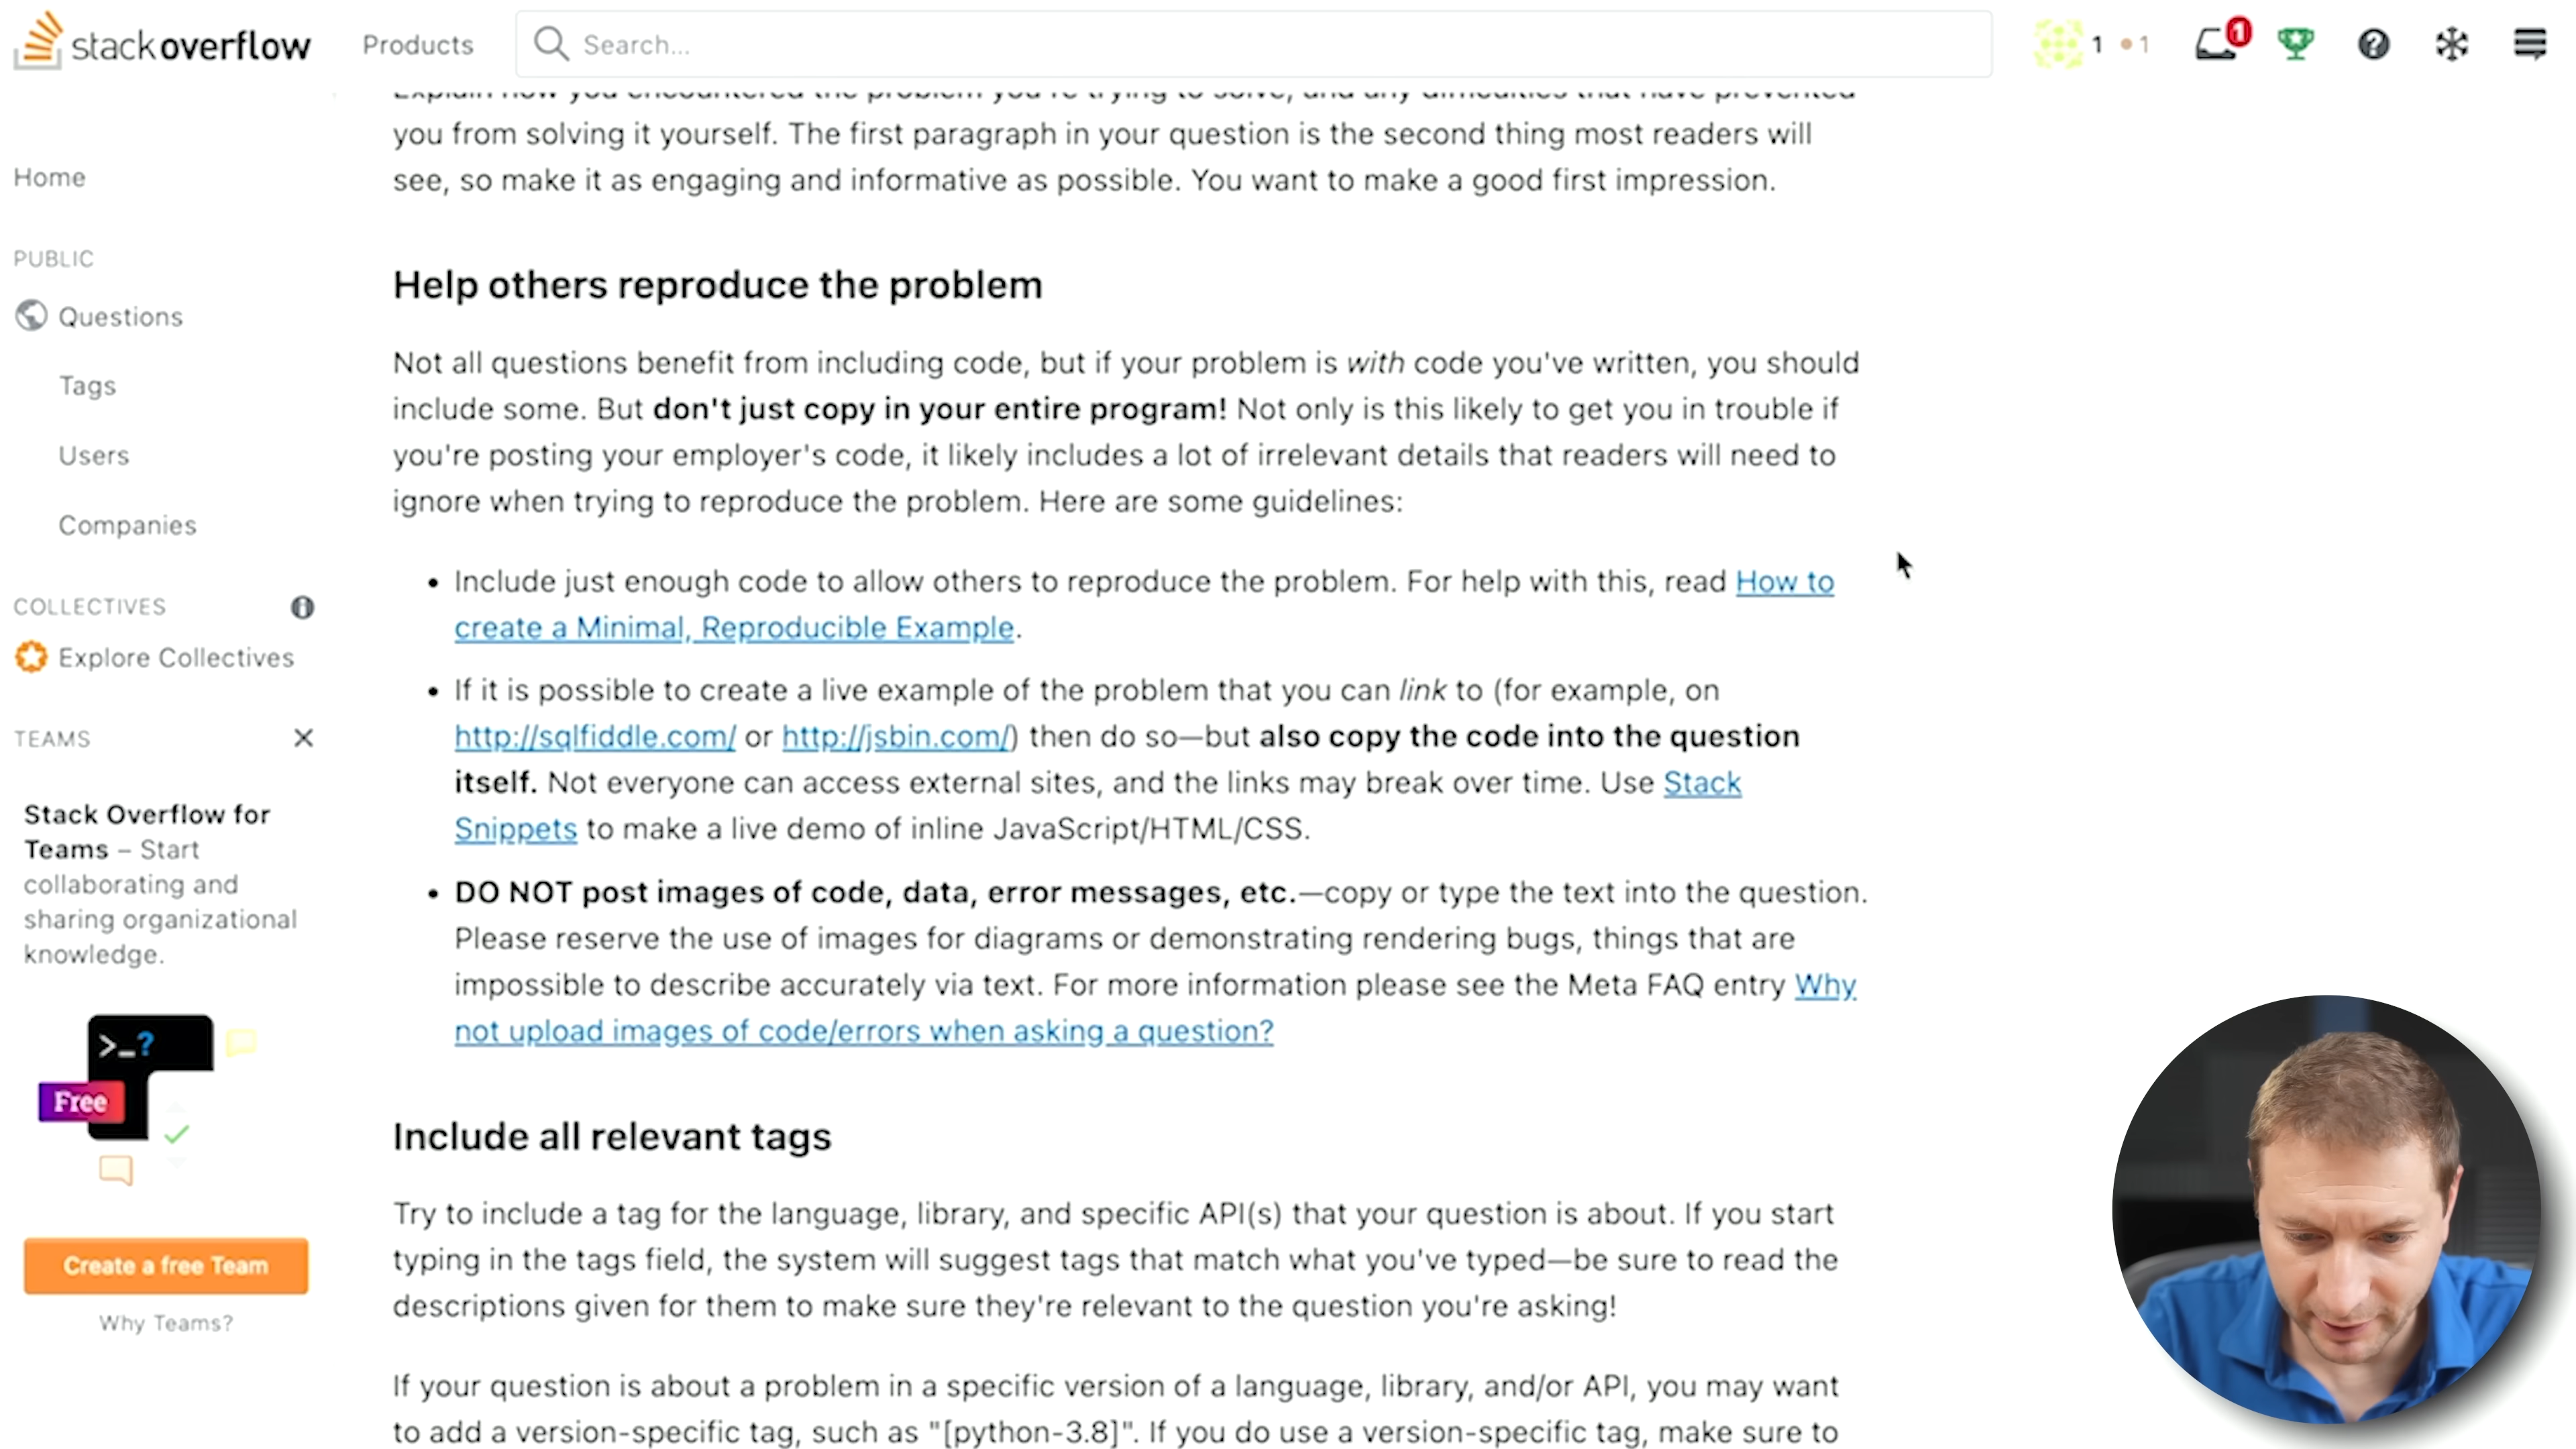 stackoverflow
Products
Search...
1
1
1
Explain how you encountered the problem you're trying to solve, and any difficulties that have prevented
you from solving it yourself. The first paragraph in your question is the second thing most readers will
see, so make it as engaging and informative as possible. You want to make a good first impression.
Home
PUBLIC
Questions
Tags
Users
Companies
COLLECTIVES
Explore Collectives
TEAMS
Stack Overflow for
Teams – Start
collaborating and
sharing organizational
knowledge.
>_?
Free
Create a free Team
Why Teams?
Help others reproduce the problem
Not all questions benefit from including code, but if your problem is with code you've written, you should
include some. But don't just copy in your entire program! Not only is this likely to get you in trouble if
you're posting your employer's code, it likely includes a lot of irrelevant details that readers will need to
ignore when trying to reproduce the problem. Here are some guidelines:
• Include just enough code to allow others to reproduce the problem. For help with this, read How to
create a Minimal, Reproducible Example.
• If it is possible to create a live example of the problem that you can link to (for example, on
http://sqlfiddle.com/ or http://jsbin.com/) then do so—but also copy the code into the question
itself. Not everyone can access external sites, and the links may break over time. Use Stack
Snippets to make a live demo of inline JavaScript/HTML/CSS.
• DO NOT post images of code, data, error messages, etc.—copy or type the text into the question.
Please reserve the use of images for diagrams or demonstrating rendering bugs, things that are
impossible to describe accurately via text. For more information please see the Meta FAQ entry Why
not upload images of code/errors when asking a question?
Include all relevant tags
Try to include a tag for the language, library, and specific API(s) that your question is about. If you start
typing in the tags field, the system will suggest tags that match what you've typed—be sure to read the
descriptions given for them to make sure they're relevant to the question you're asking!
If your question is about a problem in a specific version of a language, library, and/or API, you may want
to add a version-specific tag, such as "[python-3.8]". If you do use a version-specific tag, make sure to